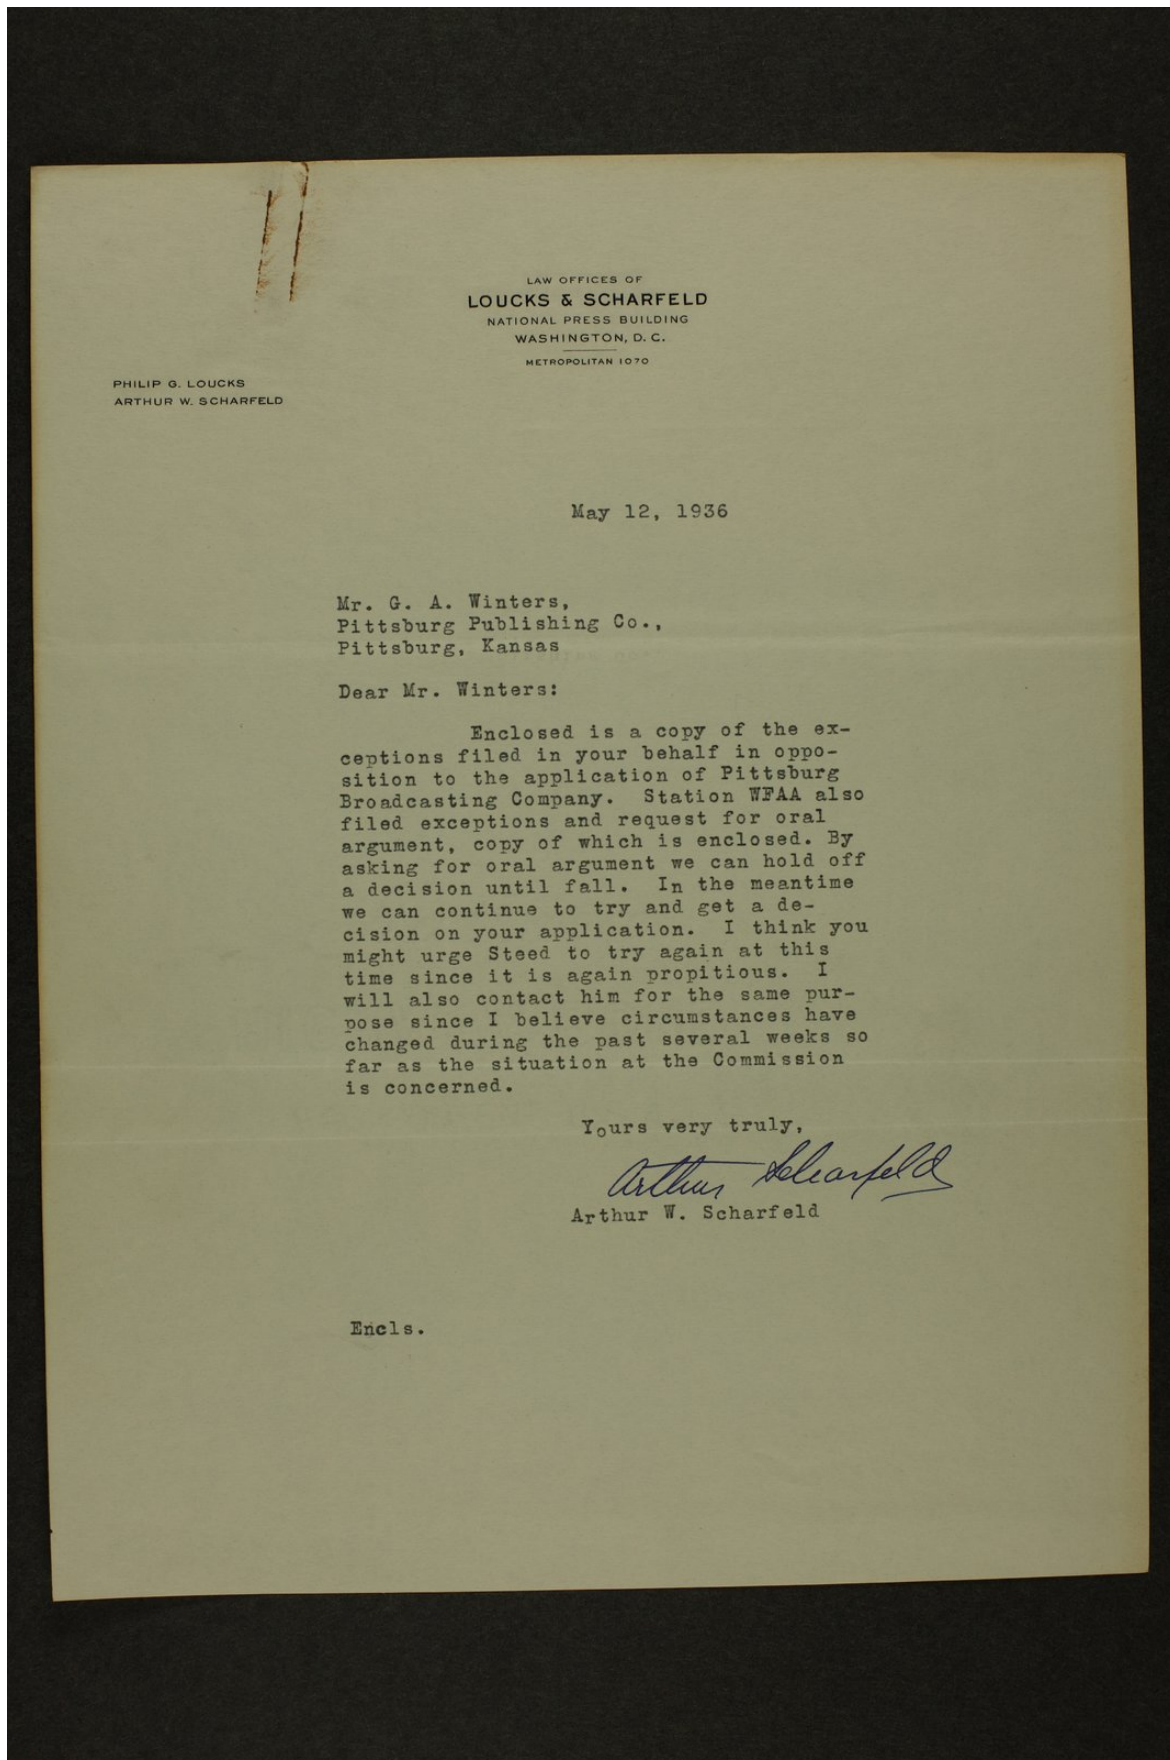 LAW OFFICES OF
LOUCKS & SCHARFELD
NATIONAL PRESS BUILDING
WASHINGTON, D. C.
METROPOLITAN 1070
PHILIP G. LOUCKS
ARTHUR W. SCHARFELD
May 12, 1936
Mr. G. A. Winters,
Pittsburg Publishing Co.,
Pittsburg, Kansas
Dear Mr. Winters:
Enclosed is a copy of the ex-
ceptions filed in your behalf in oppo-
sition to the application of Pittsburg
Broadcasting Company. Station WFAA also
filed exceptions and request for oral
argument, copy of which is enclosed. By
asking for oral argument we can hold off
a decision until fall. In the meantime
we can continue to try and get a de-
cision on your application. I think you
might urge Steed to try again at this
time since it is again propitious. I
will also contact him for the same pur-
pose since I believe circumstances have
changed during the past several weeks so
far as the situation at the Commission
is concerned.
Yours very truly,
Arthur Scharfeld
Arthur W. Scharfeld
Encls.